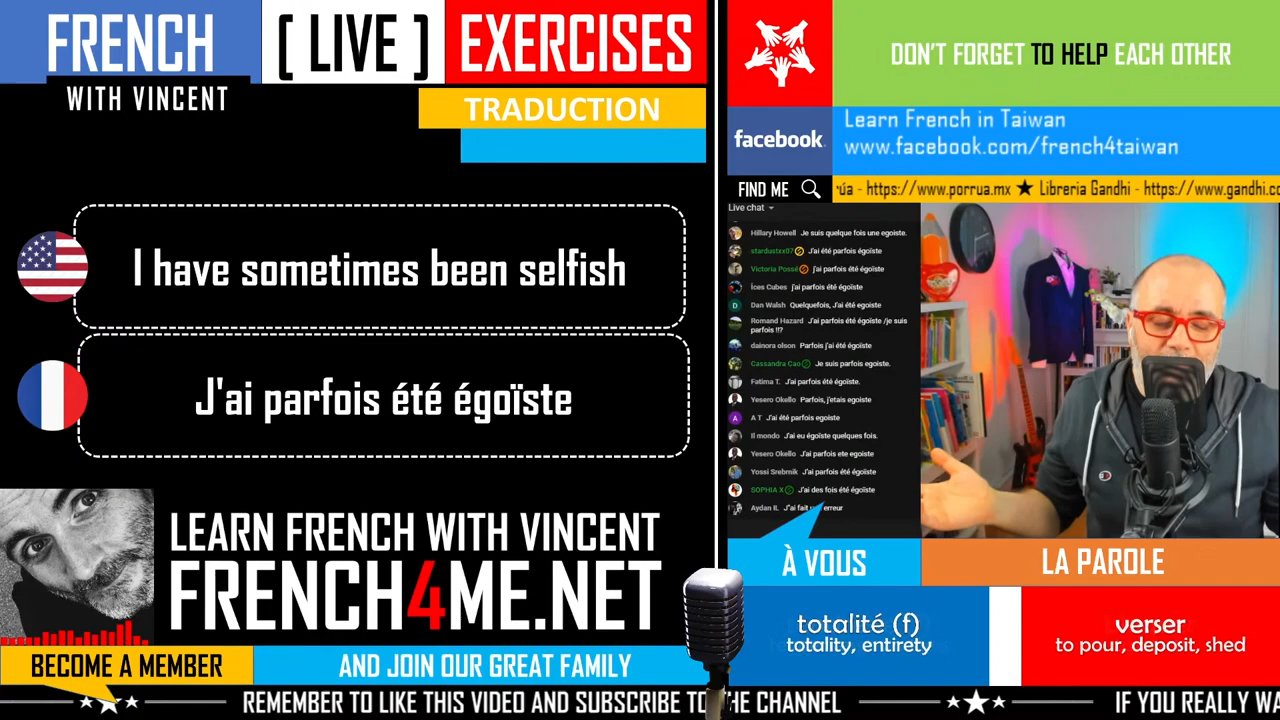 FRENCH
[ LIVE ]
EXERCISES
WITH VINCENT
TRADUCTION
I have sometimes been selfish
J'ai parfois été égoïste
LEARN FRENCH WITH VINCENT
FRENCH4ME.NET
BECOME A MEMBER
AND JOIN OUR GREAT FAMILY
DON'T FORGET TO HELP EACH OTHER
facebook
Learn French in Taiwan
www.facebook.com/french4taiwan
FIND ME
rúa - https://www.porrua.mx ★ Libreria Gandhi - https://www.gandhi.co
Live chat
Hillary Howell Je suis quelque fois une egoiste.
stardustxx07 J'ai été parfois égoïste
Victoria Possé j'ai parfois été égoïste
İces Cubes j'ai parfois été égoïste
D
Dan Walsh Quelquefois, J'ai été egoiste
Romand Hazard J'ai parfois été égoïste /je suis
parfois !!?
dainora olson Parfois j'ai été égoïste
Cassandra Cao Je suis parfois egoiste.
Fatima T. J'ai parfois été égoïste.
Yesero Okello Parfois, j'etais egoiste
A
A T J'ai été parfois egoiste
Il mondo J'ai eu égoïste quelques fois.
Yesero Okello J'ai parfois ete egoiste
Yossi Srebrnik J'ai parfois été égoïste
SOPHIA X J'ai des fois été égoïste
Aydan II. J'ai fait erreur
À VOUS
LA PAROLE
totalité (f)
totality, entirety
verser
to pour, deposit, shed
REMEMBER TO LIKE THIS VIDEO AND SUBSCRIBE TO THE CHANNEL
IF YOU REALLY WA